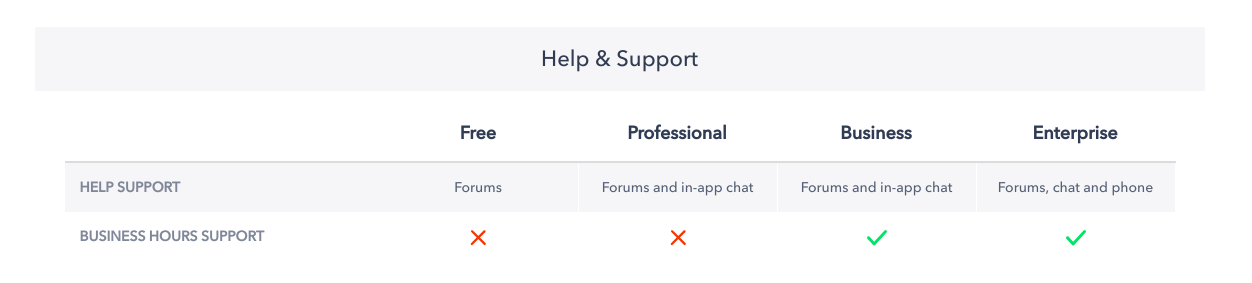 Help & Support
Free Professional Business Enterprise
HELP SUPPORT Forums Forums and in-app chat Forums and in-app chat Forums, chat and phone
BUSINESS HOURS SUPPORT